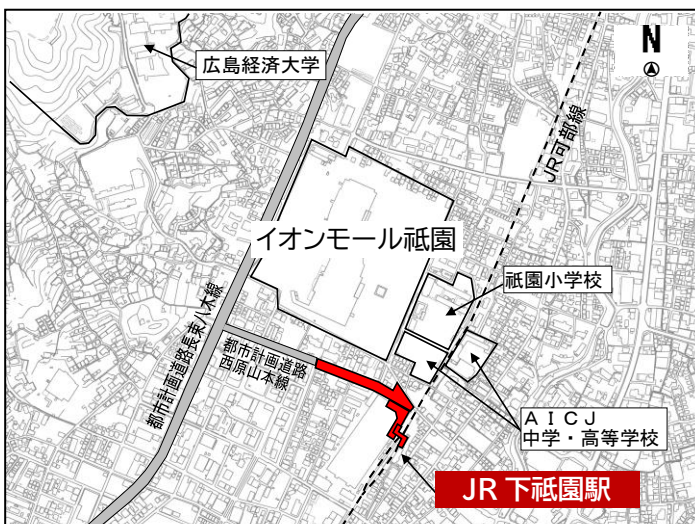 N
広島経済大学
JR可部線
イオンモール祇園
祇園小学校
都市計画道路長束八木線
都市計画道路
西原山本線
AICJ
中学・高等学校
JR 下祇園駅